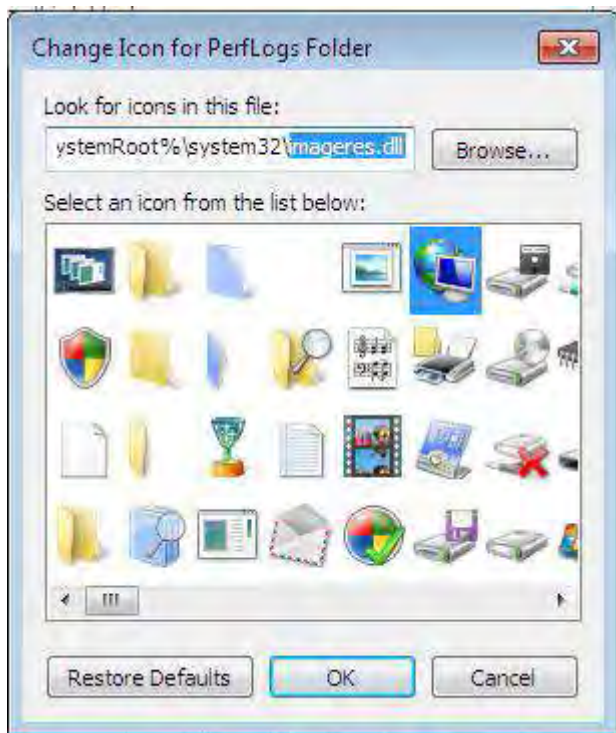 Change Icon for PerfLogs Folder
Look for icons in this file:
ystemRoot%\system32\imageres.dll
Browse...
Select an icon from the list below:
Restore Defaults
OK
Cancel